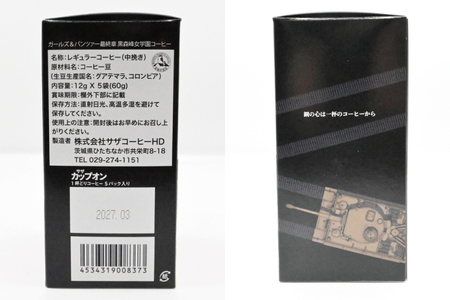 ガールズ＆パンツァー最終章 黒森峰女学園コーヒー
名称：レギュラーコーヒー（中挽き）
原材料名：コーヒー豆
（生豆生産国名：グアテマラ、コロンビア）
内容量：12g X 5袋(60g)
賞味期限：欄外下部に記載
保存方法：直射日光、高温多湿を避けて
保存してください。
使用上の注意：開封後はお早めにお召し上
がりください。
製造者 株式会社サザコーヒーHD
茨城県ひたちなか市共栄町8-18
TEL 029-274-1151
ササ
カップオン
1杯どりコーヒー 5パック入り
2027.03
4534319008373
鋼の心は一杯のコーヒーから